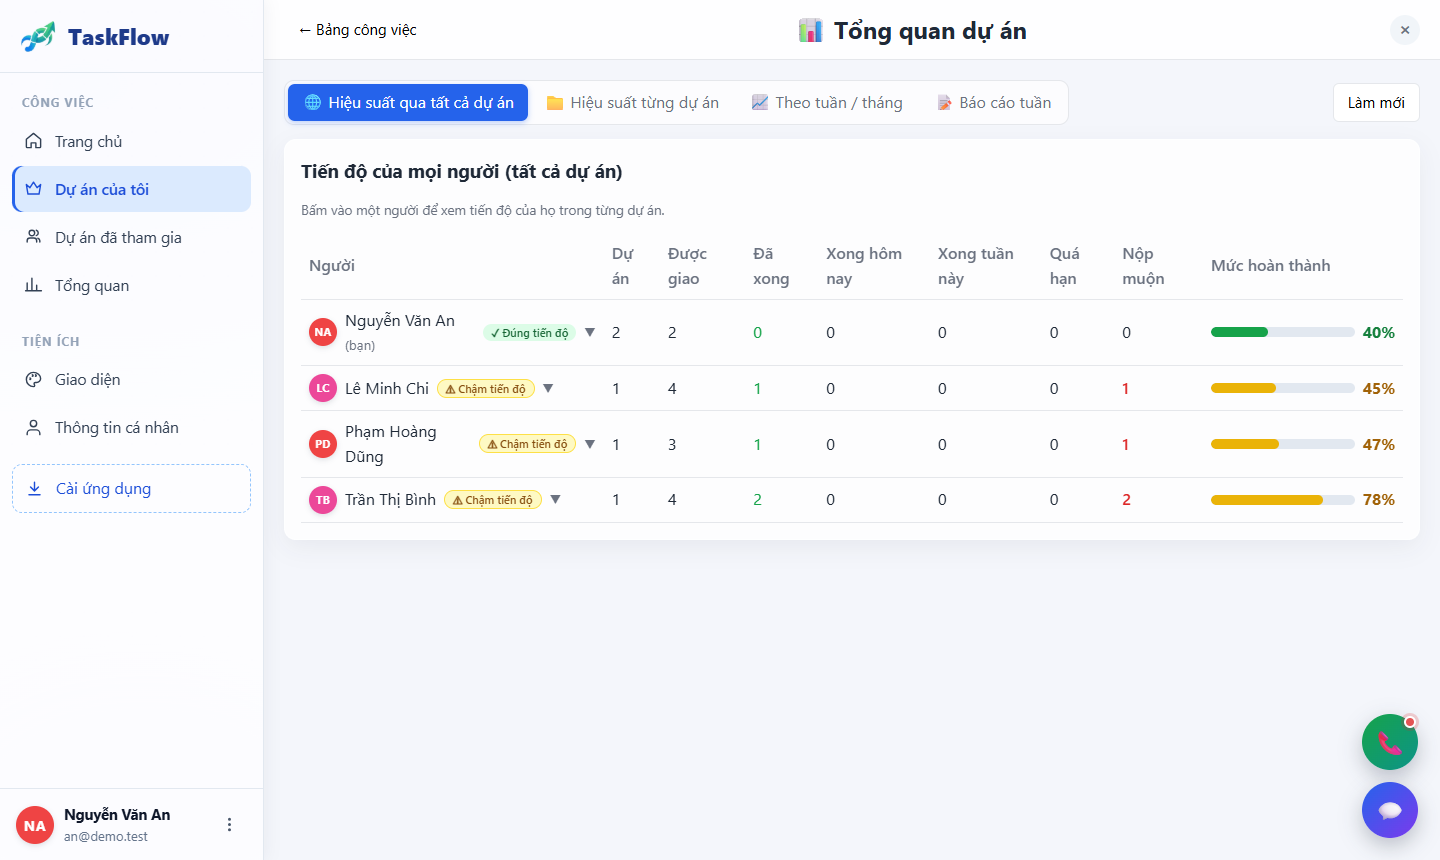 TaskFlow
CÔNG VIỆC
Trang chủ
Dự án của tôi
Dự án đã tham gia
Tổng quan
TIỆN ÍCH
Giao diện
Thông tin cá nhân
Cài ứng dụng
NA
Nguyễn Văn An
an@demo.test
← Bảng công việc
Tổng quan dự án
×
Hiệu suất qua tất cả dự án
Hiệu suất từng dự án
Theo tuần / tháng
Báo cáo tuần
Làm mới
Tiến độ của mọi người (tất cả dự án)
Bấm vào một người để xem tiến độ của họ trong từng dự án.
Người
Dự án
Được giao
Đã xong
Xong hôm nay
Xong tuần này
Quá hạn
Nộp muộn
Mức hoàn thành
NA Nguyễn Văn An (bạn) ✓ Đúng tiến độ ▼ 2 2 0 0 0 0 0 40%
LC Lê Minh Chi ⚠ Chậm tiến độ ▼ 1 4 1 0 0 0 1 45%
PD Phạm Hoàng Dũng ⚠ Chậm tiến độ ▼ 1 3 1 0 0 0 1 47%
TB Trần Thị Bình ⚠ Chậm tiến độ ▼ 1 4 2 0 0 0 2 78%